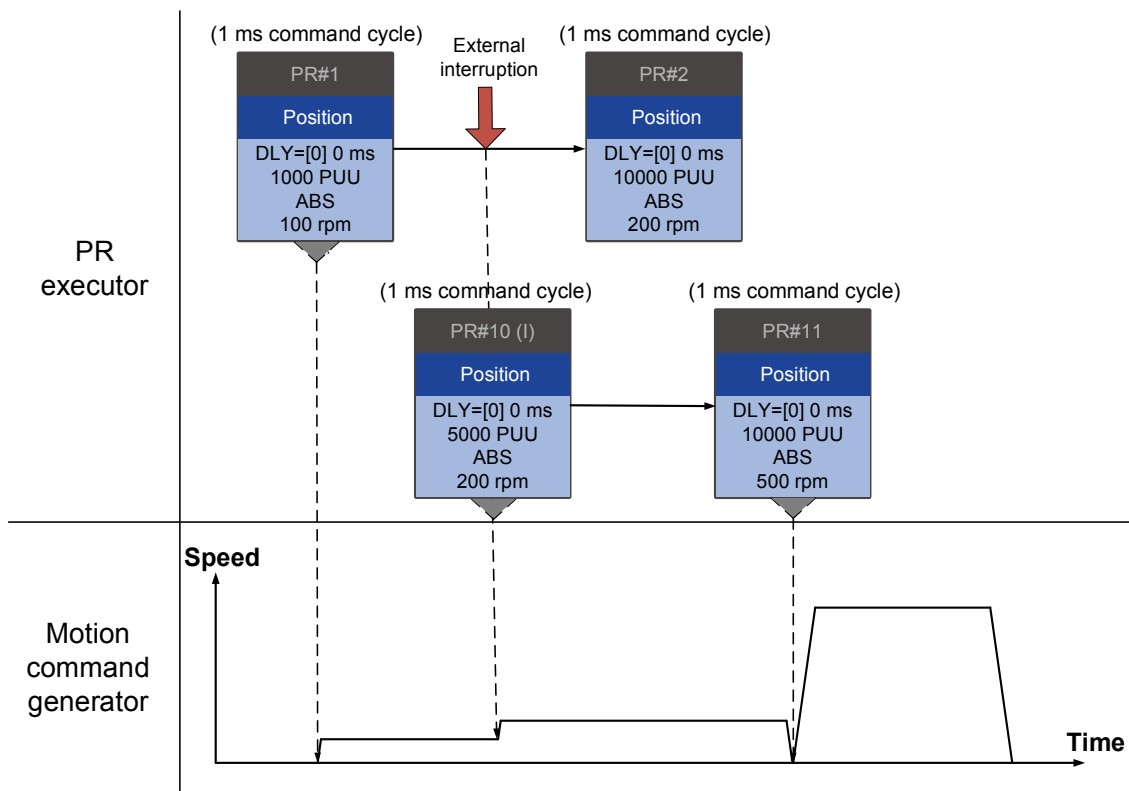 PR
executor
(1 ms command cycle)
PR#1
Position
DLY=[0] 0 ms
1000 PUU
ABS
100 rpm
External
interruption
(1 ms command cycle)
PR#2
Position
DLY=[0] 0 ms
10000 PUU
ABS
200 rpm
(1 ms command cycle)
PR#10 (I)
Position
DLY=[0] 0 ms
5000 PUU
ABS
200 rpm
(1 ms command cycle)
PR#11
Position
DLY=[0] 0 ms
10000 PUU
ABS
500 rpm
Motion
command
generator
Speed
Time